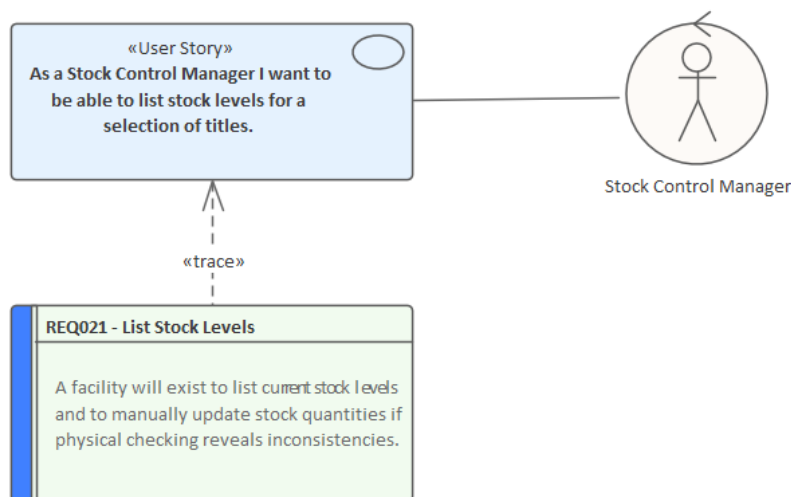 «User Story»
As a Stock Control Manager I want to
be able to list stock levels for a
selection of titles.
Stock Control Manager
«trace»
REQ021 - List Stock Levels
A facility will exist to list current stock levels
and to manually update stock quantities if
physical checking reveals inconsistencies.